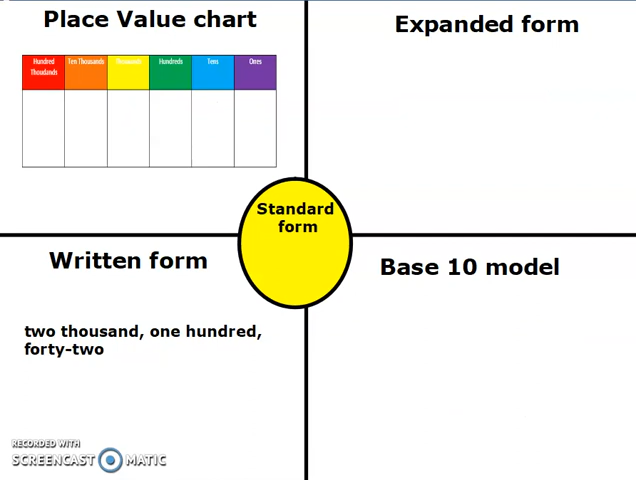 Place Value chart
Expanded form
Hundred Ten Thousands Thousands Hundreds Tens Ones
Thoudands
Standard
form
Written form
Base 10 model
two thousand, one hundred,
forty-two
RECORDED WITH
SCREENCAST MATIC